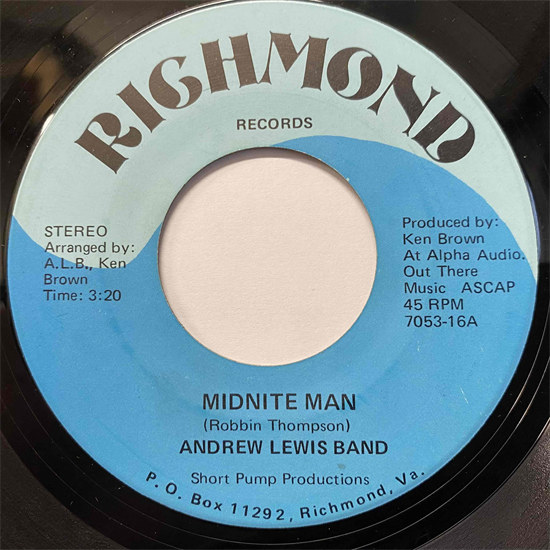 RICHMOND
RECORDS
STEREO
Arranged by:
A.L.B., Ken
Brown
Time: 3:20
Produced by:
Ken Brown
At Alpha Audio.
Out There
Music ASCAP
45 RPM
7053-16A
MIDNITE MAN
(Robbin Thompson)
ANDREW LEWIS BAND
Short Pump Productions
P. O. Box 11292, Richmond, Va.